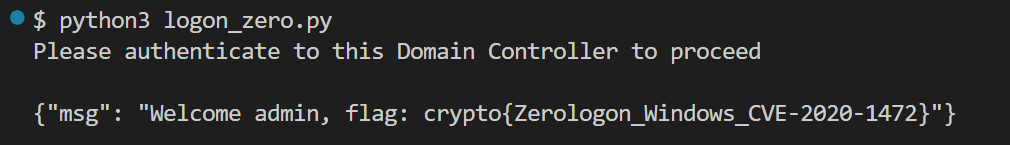 $ python3 logon_zero.py
Please authenticate to this Domain Controller to proceed
{"msg": "Welcome admin, flag: crypto{Zerologon_Windows_CVE-2020-1472}"}